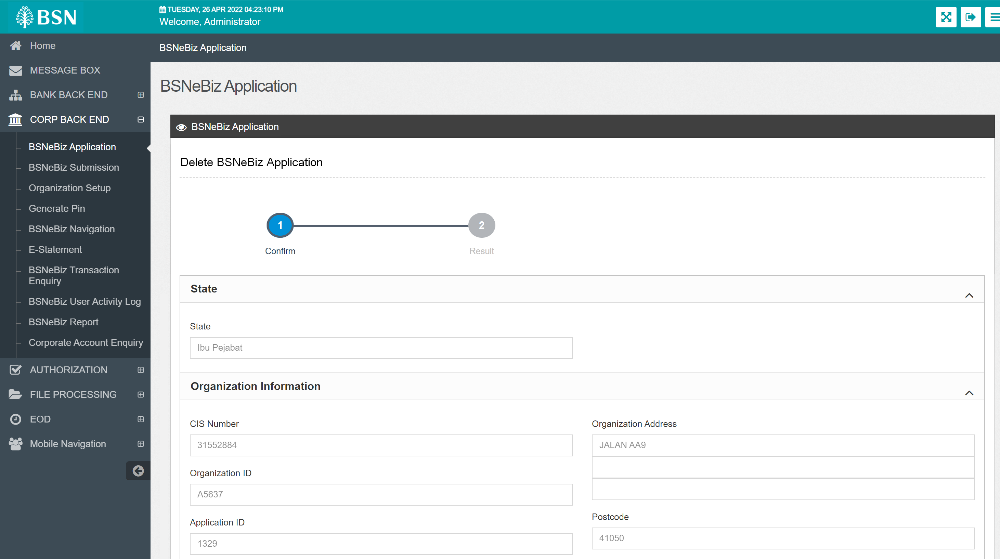 BSN
TUESDAY, 26 APR 2022 04:23:10 PM
Welcome, Administrator
Home
MESSAGE BOX
BANK BACK END
CORP BACK END
BSNeBiz Application
BSNeBiz Submission
Organization Setup
Generate Pin
BSNeBiz Navigation
E-Statement
BSNeBiz Transaction
Enquiry
BSNeBiz User Activity Log
BSNeBiz Report
Corporate Account Enquiry
AUTHORIZATION
FILE PROCESSING
EOD
Mobile Navigation
BSNeBiz Application
BSNeBiz Application
BSNeBiz Application
Delete BSNeBiz Application
1
2
Confirm
Result
State
State
Ibu Pejabat
Organization Information
CIS Number
31552884
Organization ID
A5637
Application ID
1329
Organization Address
JALAN AA9
Postcode
41050